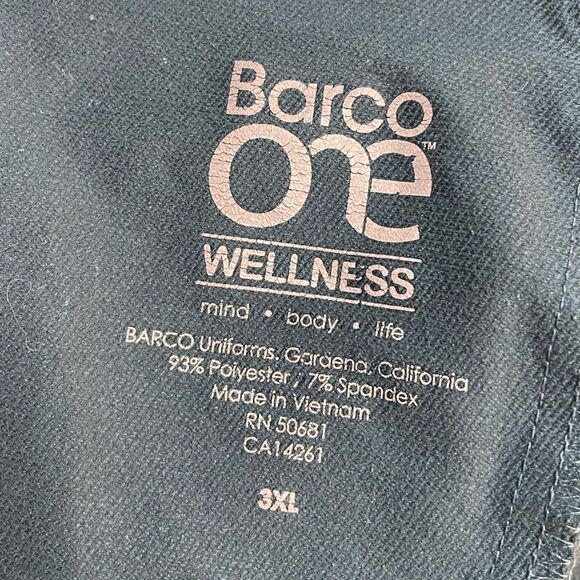 Barco
One™
WELLNESS
mind • body • life
BARCO Uniforms, Gardena, California
93% Polyester / 7% Spandex
Made in Vietnam
RN 50681
CA14261
3XL